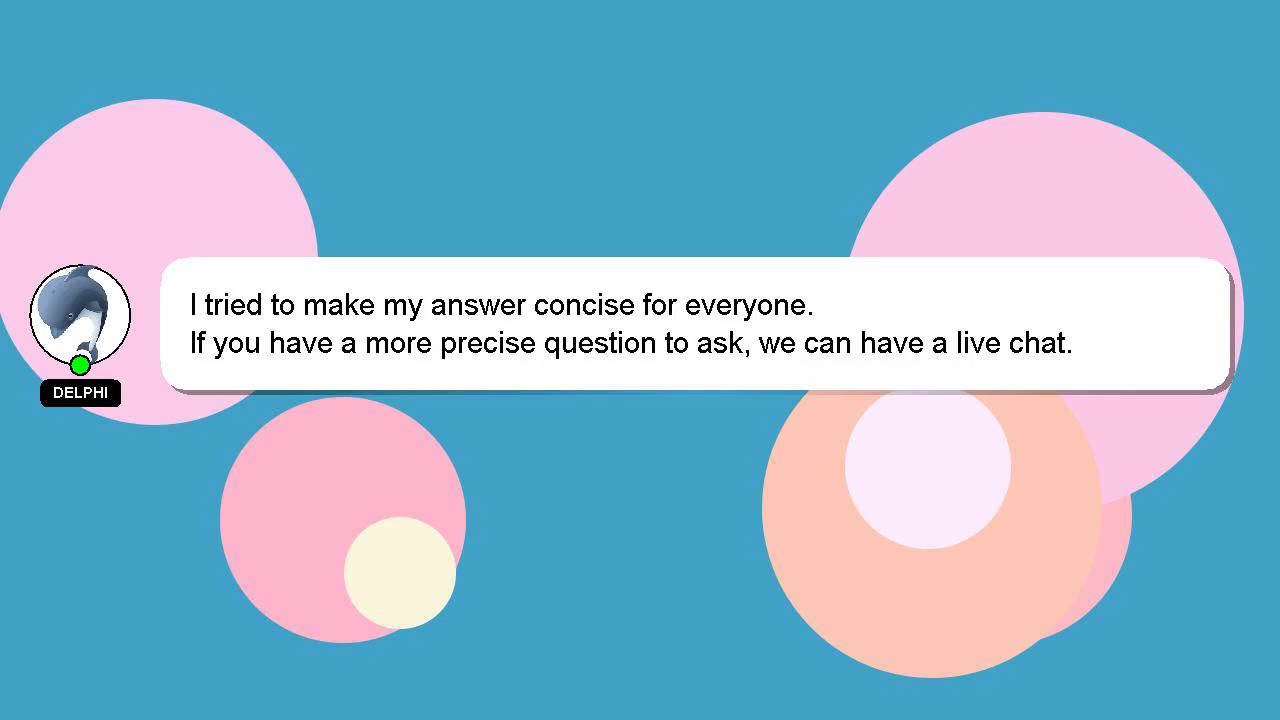 I tried to make my answer concise for everyone.
If you have a more precise question to ask, we can have a live chat.
DELPHI